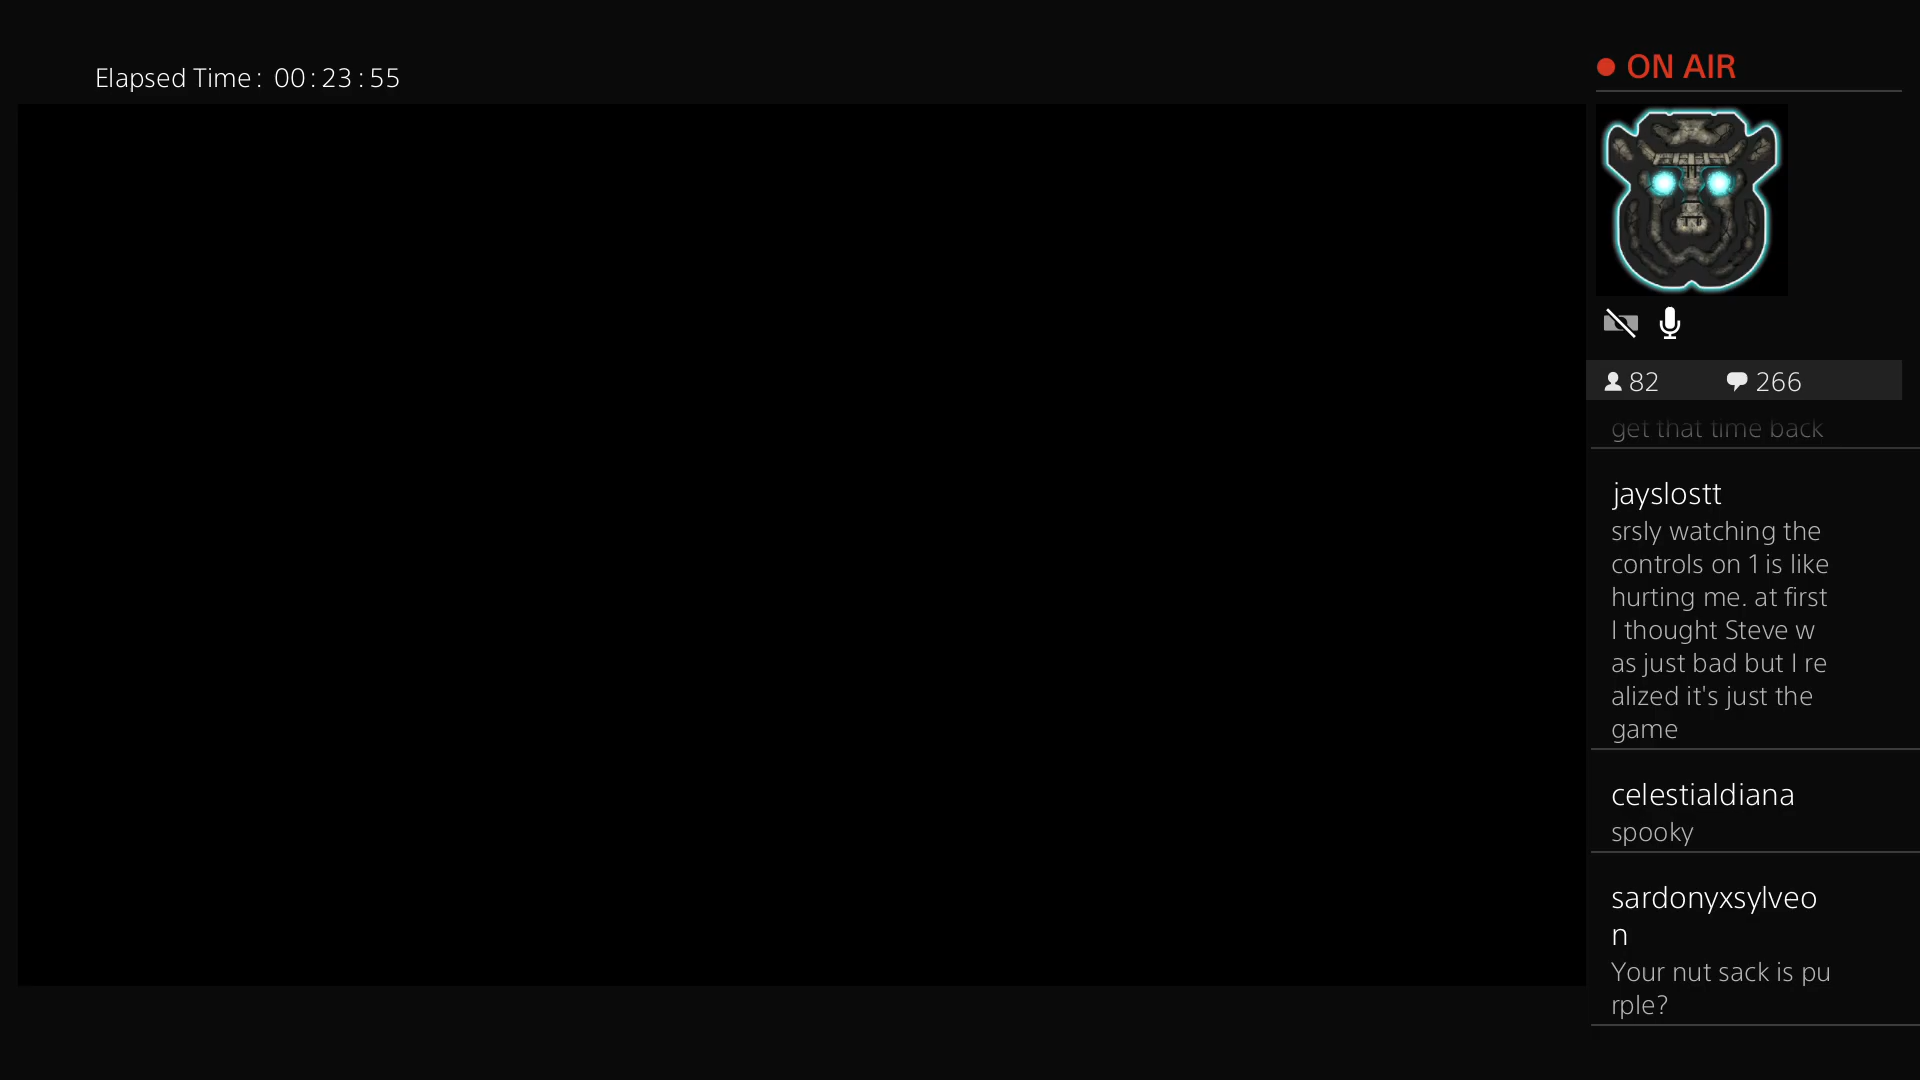 Elapsed Time: 00:23:55
ON AIR
82 266
get that time back
jayslostt
srsly watching the
controls on 1 is like
hurting me. at first
I thought Steve w
as just bad but I re
alized it's just the
game
celestialdiana
spooky
sardonyxsylveo
n
Your nut sack is pu
rple?